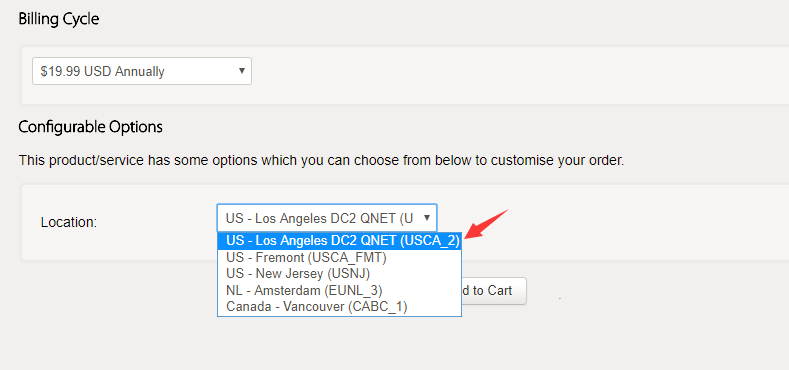 Billing Cycle
$19.99 USD Annually
Configurable Options
This product/service has some options which you can choose from below to customise your order.
Location:
US - Los Angeles DC2 QNET (U
US - Los Angeles DC2 QNET (USCA_2)
US - Fremont (USCA_FMT)
US - New Jersey (USNJ)
NL - Amsterdam (EUNL_3)
Canada - Vancouver (CABC_1)
d to Cart